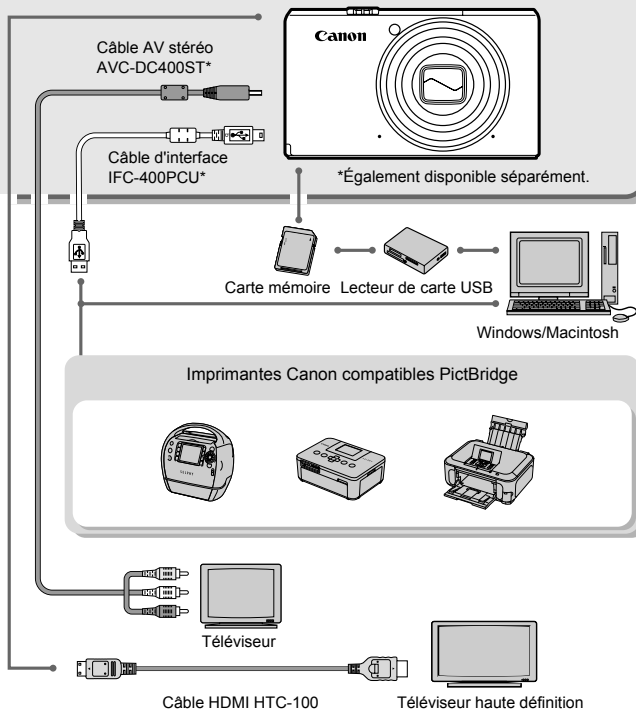 Canon
Câble AV stéréo
AVC-DC400ST*
Câble d'interface
IFC-400PCU*
*Également disponible séparément.
Carte mémoire
Lecteur de carte USB
Windows/Macintosh
Imprimantes Canon compatibles PictBridge
SELPHY
Téléviseur
Câble HDMI HTC-100
Téléviseur haute définition